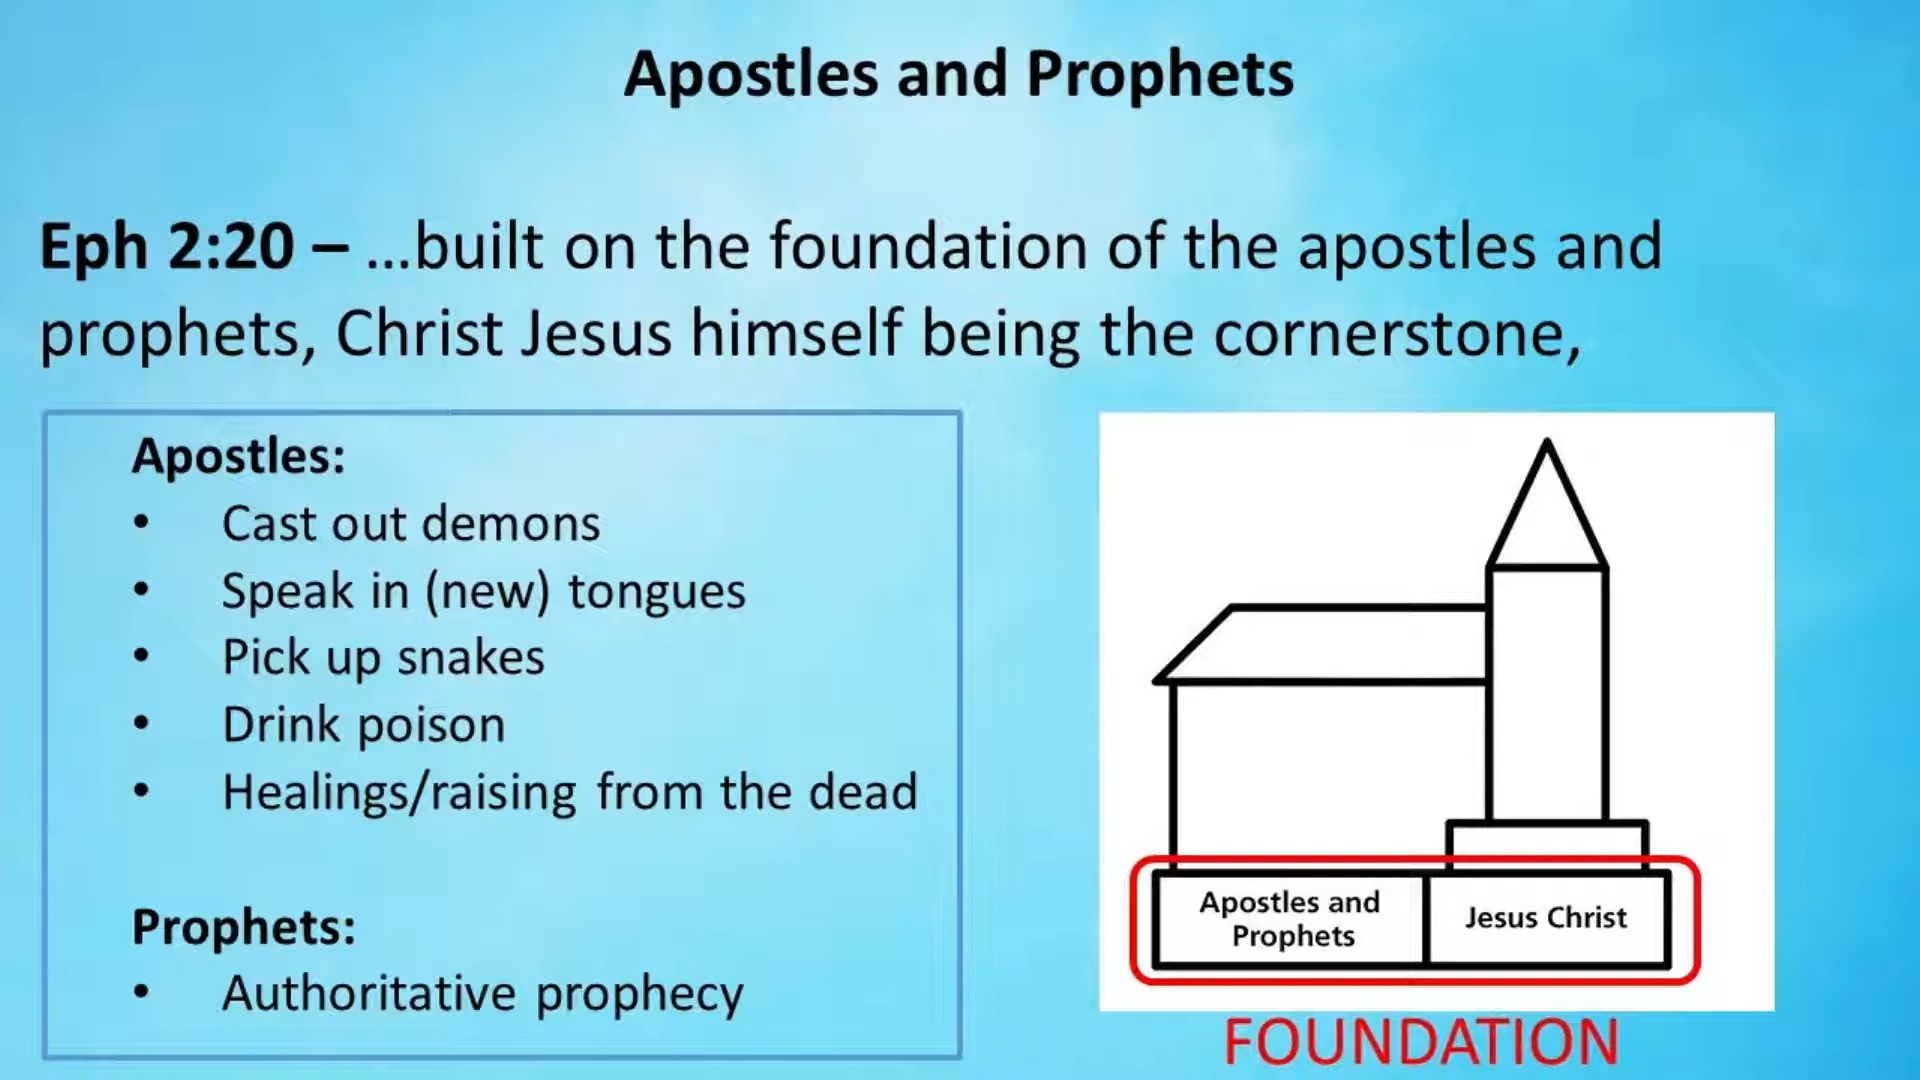 Apostles and Prophets
Eph 2:20 – ...built on the foundation of the apostles and
prophets, Christ Jesus himself being the cornerstone,
Apostles:
• Cast out demons
• Speak in (new) tongues
• Pick up snakes
• Drink poison
• Healings/raising from the dead
Prophets:
• Authoritative prophecy
Apostles and
Prophets
Jesus Christ
FOUNDATION